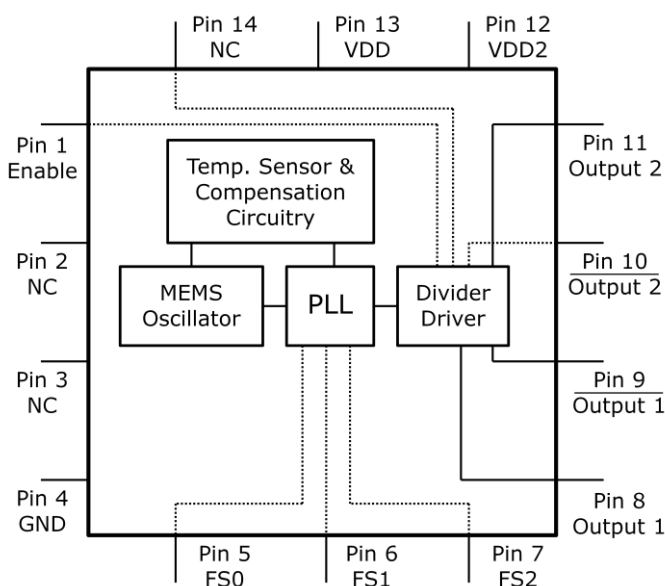 Pin 14
NC
Pin 13
VDD
Pin 12
VDD2
Pin 1
Enable
Pin 11
Output 2
Temp. Sensor &
Compensation
Circuitry
Pin 2
NC
Pin 10
Output 2
MEMS
Oscillator
PLL
Divider
Driver
Pin 3
NC
Pin 9
Output 1
Pin 4
GND
Pin 8
Output 1
Pin 5
FS0
Pin 6
FS1
Pin 7
FS2